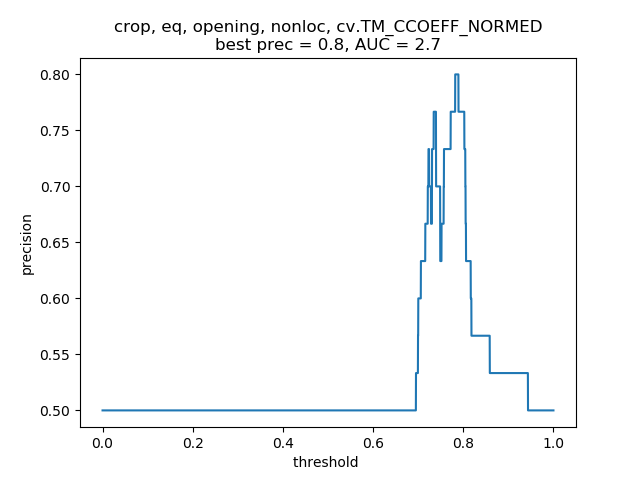 crop, eq, opening, nonloc, cv.TM_CCOEFF_NORMED
best prec = 0.8, AUC = 2.7
0.80
0.75
0.70
0.65
0.60
0.55
0.50
precision
0.0 0.2 0.4 0.6 0.8 1.0
threshold